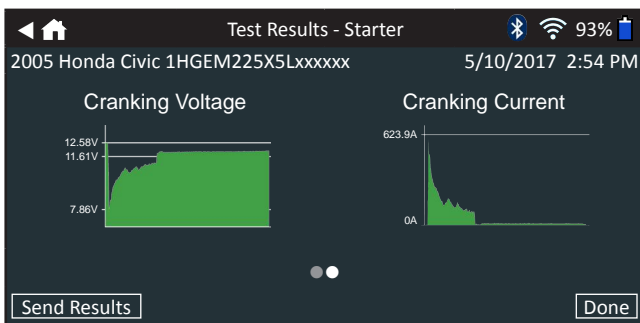 Test Results - Starter 93%
2005 Honda Civic 1HGEM225X5Lxxxxxx 5/10/2017 2:54 PM
Cranking Voltage
Cranking Current
12.58V
11.61V
7.86V
623.9A
0A
Send Results
Done